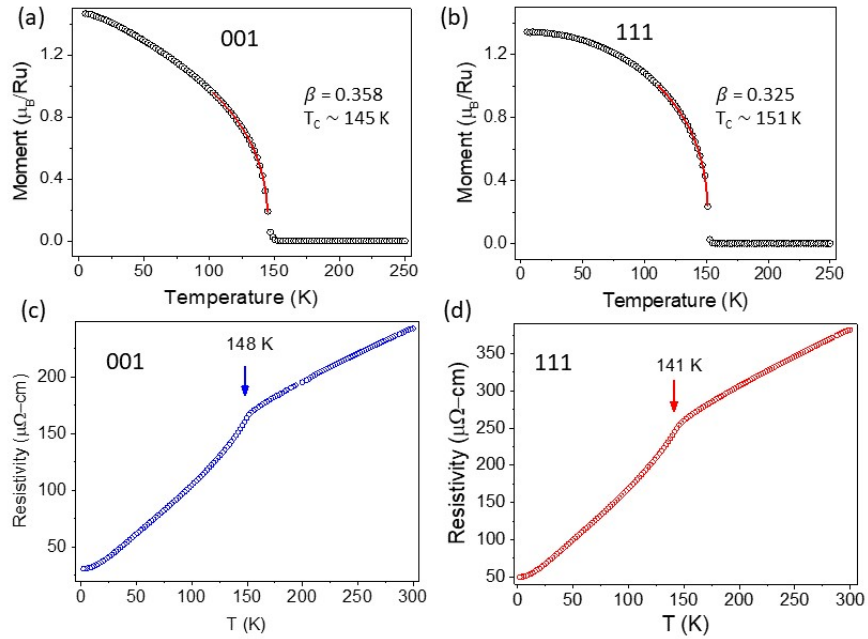 (a)
001
β = 0.358
T_C ~ 145 K
Moment (μ_B/Ru)
1.2
0.8
0.4
0.0
0 50 100 150 200 250
Temperature (K)
(b)
111
β = 0.325
T_C ~ 151 K
Moment (μ_B/Ru)
1.2
0.8
0.4
0.0
0 50 100 150 200 250
Temperature (K)
(c)
001
148 K
Resistivity (μΩ–cm)
200
150
100
50
0 50 100 150 200 250 300
T (K)
(d)
111
141 K
Resistivity (μΩ–cm)
350
300
250
200
150
100
50
0 50 100 150 200 250 300
T (K)